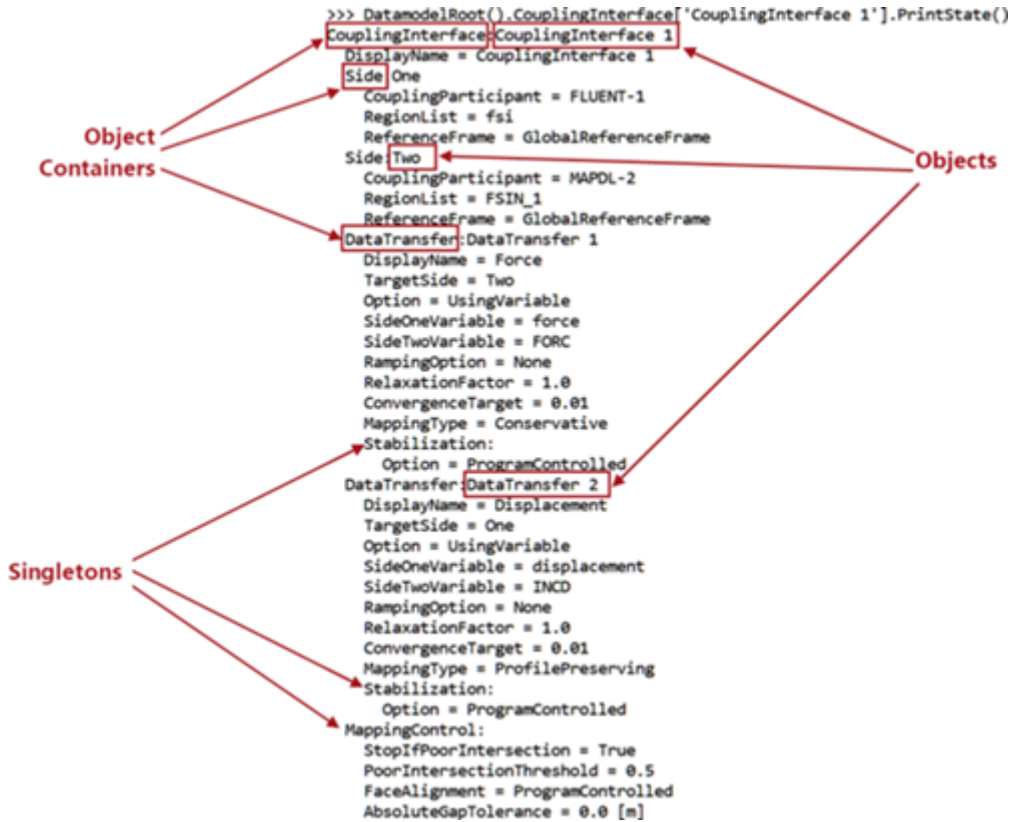 >>> DatamodelRoot().CouplingInterface['CouplingInterface 1'].PrintState()
CouplingInterface:CouplingInterface 1
DisplayName = CouplingInterface 1
Side:One
CouplingParticipant = FLUENT-1
RegionList = fsi
ReferenceFrame = GlobalReferenceFrame
Object
Containers
Side:Two
Objects
CouplingParticipant = MAPDL-2
RegionList = FSIN_1
ReferenceFrame = GlobalReferenceFrame
DataTransfer:DataTransfer 1
DisplayName = Force
TargetSide = Two
Option = UsingVariable
SideOneVariable = force
SideTwoVariable = FORC
RampingOption = None
RelaxationFactor = 1.0
ConvergenceTarget = 0.01
MappingType = Conservative
Stabilization:
Option = ProgramControlled
DataTransfer:DataTransfer 2
DisplayName = Displacement
TargetSide = One
Option = UsingVariable
Singletons
SideOneVariable = displacement
SideTwoVariable = INCD
RampingOption = None
RelaxationFactor = 1.0
ConvergenceTarget = 0.01
MappingType = ProfilePreserving
Stabilization:
Option = ProgramControlled
MappingControl:
StopIfPoorIntersection = True
PoorIntersectionThreshold = 0.5
FaceAlignment = ProgramControlled
AbsoluteGapTolerance = 0.0 [m]